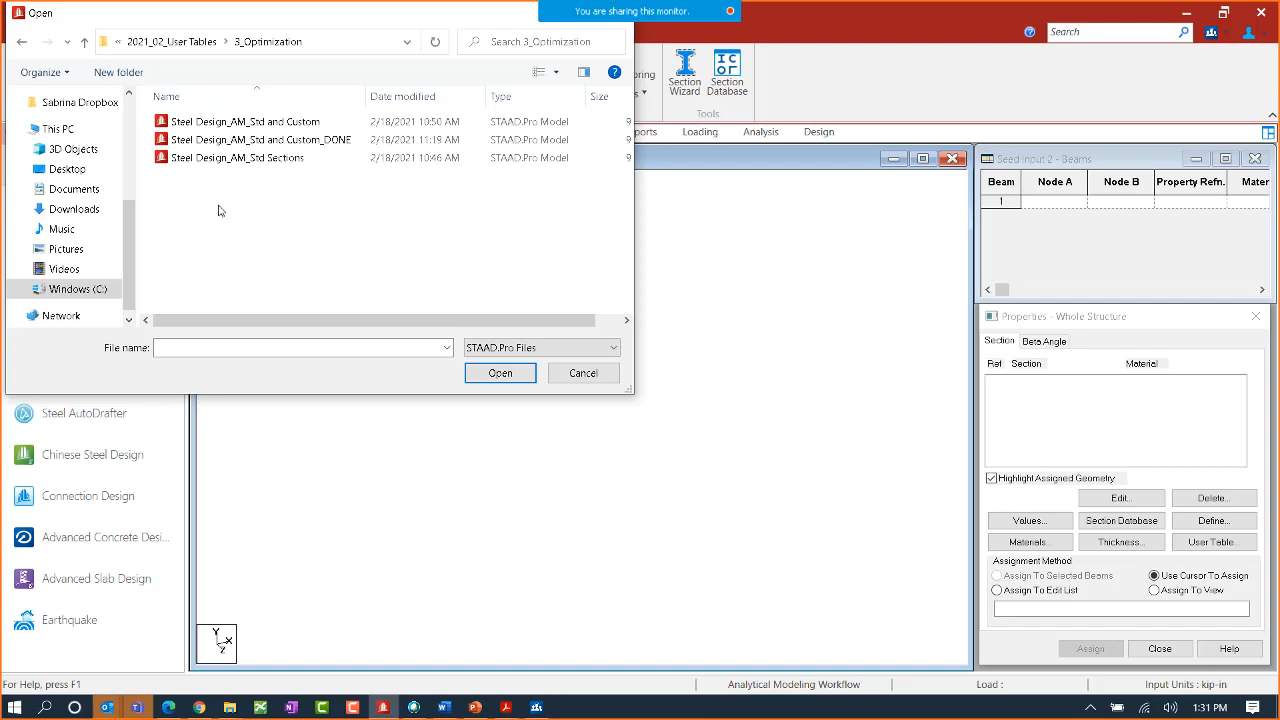 Open
You are sharing this monitor.
« 2021_02_User Tables › 3_Optimization
Search 3_Optimization
Search
Organize
New folder
Section Wizard
Section Database
Tools
Name
Date modified
Type
Size
Steel Design_AM_Std and Custom
2/18/2021 10:50 AM
STAAD.Pro Model
9
Steel Design_AM_Std and Custom_DONE
2/18/2021 11:19 AM
STAAD.Pro Model
9
Steel Design_AM_Std Sections
2/18/2021 10:46 AM
STAAD.Pro Model
9
Sabrina Dropbox
This PC
3D Objects
Desktop
Documents
Downloads
Music
Pictures
Videos
Windows (C:)
Network
File name:
STAAD.Pro Files
Open
Cancel
Loading
Analysis
Design
Seed Input 2 - Beams
Beam
Node A
Node B
Property Refn.
1
Properties - Whole Structure
Section
Beta Angle
Ref
Section
Material
Highlight Assigned Geometry
Edit...
Delete...
Values...
Section Database
Define...
Materials...
Thickness...
User Table...
Assignment Method
Assign To Selected Beams
Use Cursor To Assign
Assign To Edit List
Assign To View
Assign
Close
Help
Steel AutoDrafter
Chinese Steel Design
Connection Design
Advanced Concrete Desi...
Advanced Slab Design
Earthquake
Y
X
Z
For Help, press F1
Analytical Modeling Workflow
Load :
Input Units : kip-in
1:31 PM